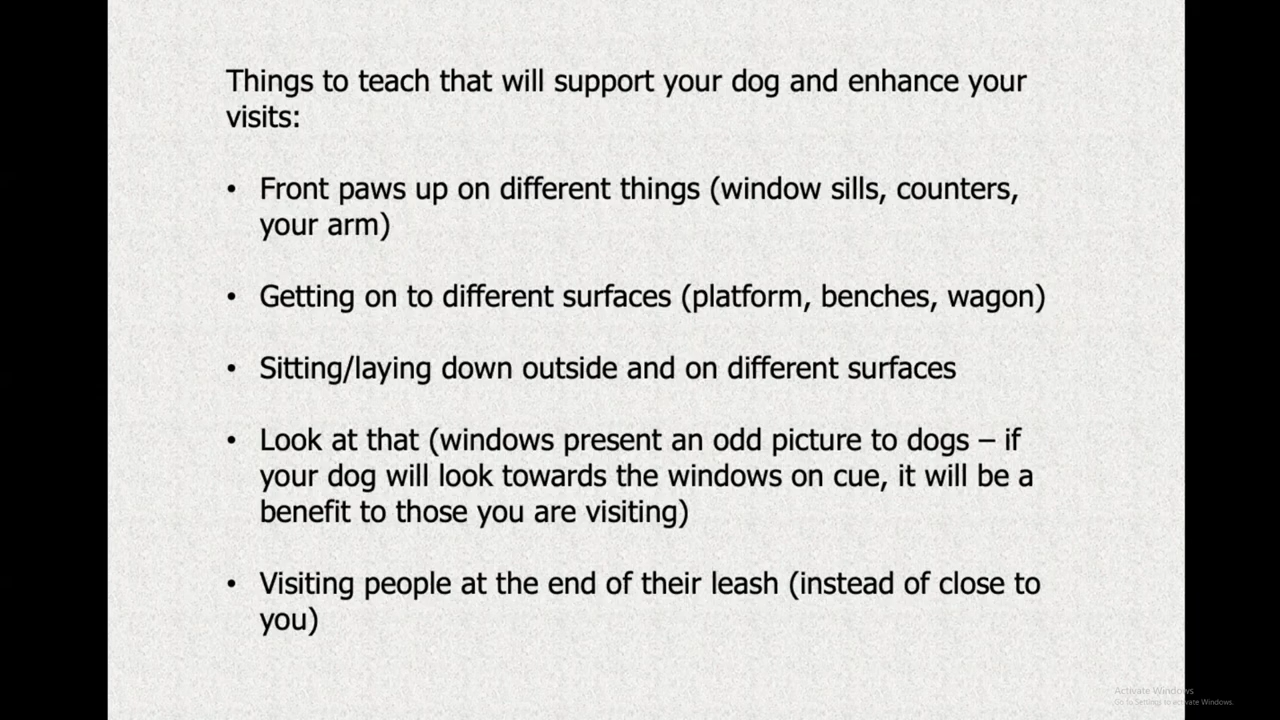 Things to teach that will support your dog and enhance your
visits:
• Front paws up on different things (window sills, counters,
your arm)
• Getting on to different surfaces (platform, benches, wagon)
• Sitting/laying down outside and on different surfaces
• Look at that (windows present an odd picture to dogs – if
your dog will look towards the windows on cue, it will be a
benefit to those you are visiting)
• Visiting people at the end of their leash (instead of close to
you)
Activate Windows
Go to Settings to activate Windows.